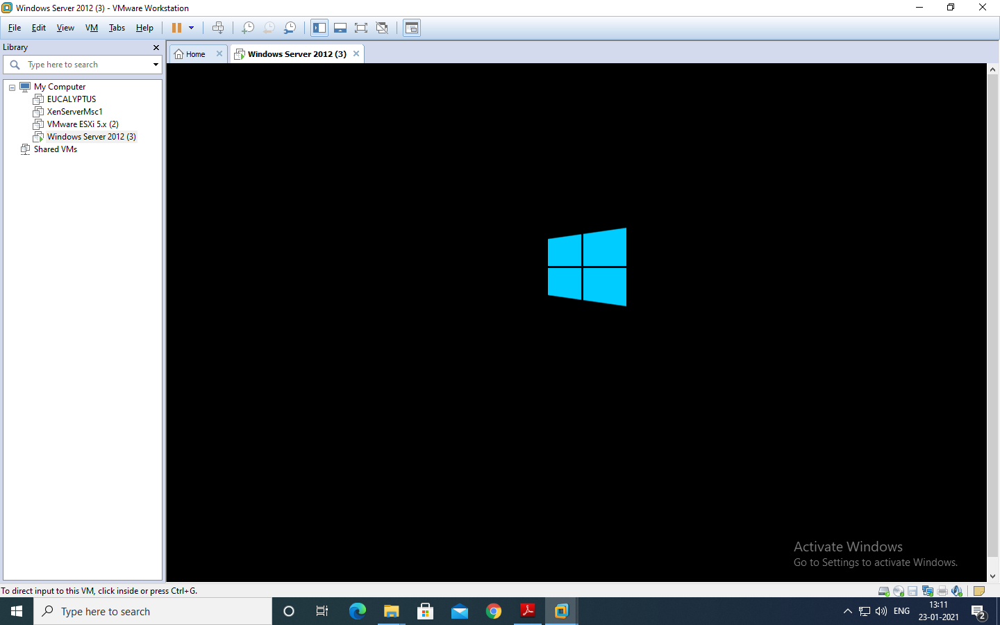 Windows Server 2012 (3) - VMware Workstation
File Edit View VM Tabs Help
Library
Type here to search
My Computer
EUCALYPTUS
XenServerMsc1
VMware ESXi 5.x (2)
Windows Server 2012 (3)
Shared VMs
Home
Windows Server 2012 (3)
Activate Windows
Go to Settings to activate Windows.
To direct input to this VM, click inside or press Ctrl+G.
Type here to search
ENG
13:11
23-01-2021
2